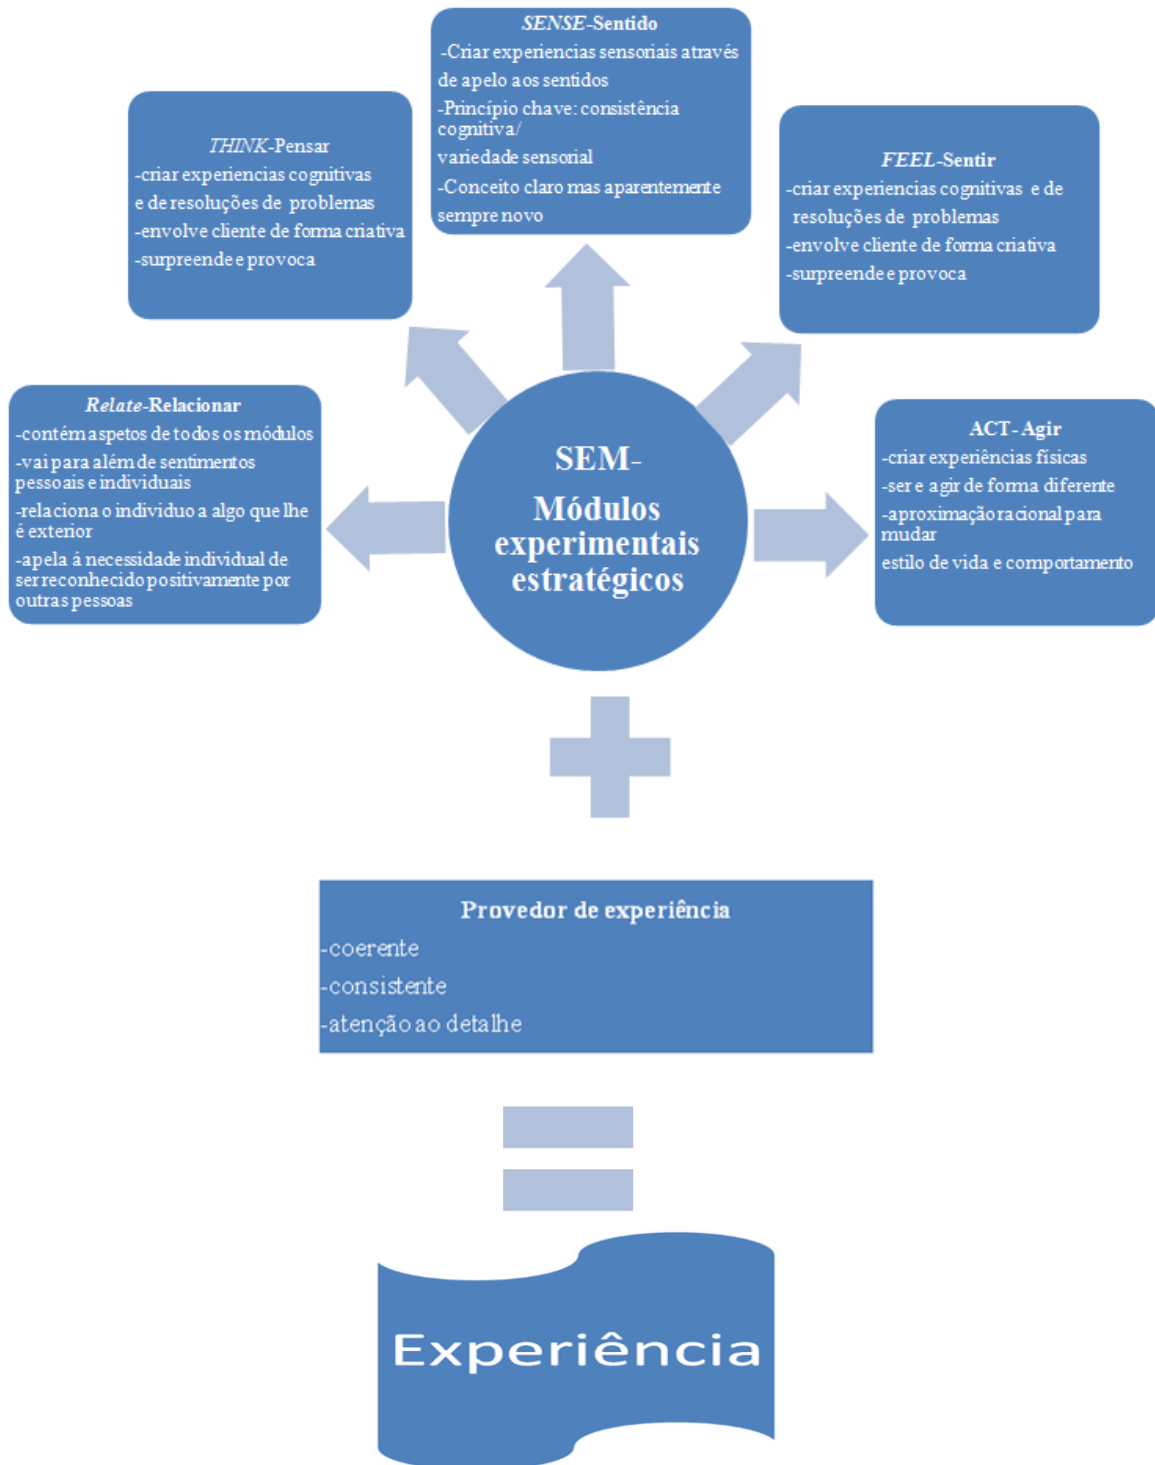 SENSE-Sentido
-Criar experiencias sensoriais através
de apelo aos sentidos
-Princípio chave: consistência
cognitiva/
variedade sensorial
-Conceito claro mas aparentemente
sempre novo
THINK-Pensar
-criar experiencias cognitivas
e de resoluções de problemas
-envolve cliente de forma criativa
-surpreende e provoca
FEEL-Sentir
-criar experiencias cognitivas e de
resoluções de problemas
-envolve cliente de forma criativa
-surpreende e provoca
Relate-Relacionar
-contém aspetos de todos os módulos
-vai para além de sentimentos
pessoais e individuais
-relaciona o individuo a algo que lhe
é exterior
-apela á necessidade individual de
ser reconhecido positivamente por
outras pessoas
SEM-
Módulos
experimentais
estratégicos
ACT- Agir
-criar experiências físicas
-ser e agir de forma diferente
-aproximação racional para
mudar
estilo de vida e comportamento
Provedor de experiência
-coerente
-consistente
-atenção ao detalhe
Experiência